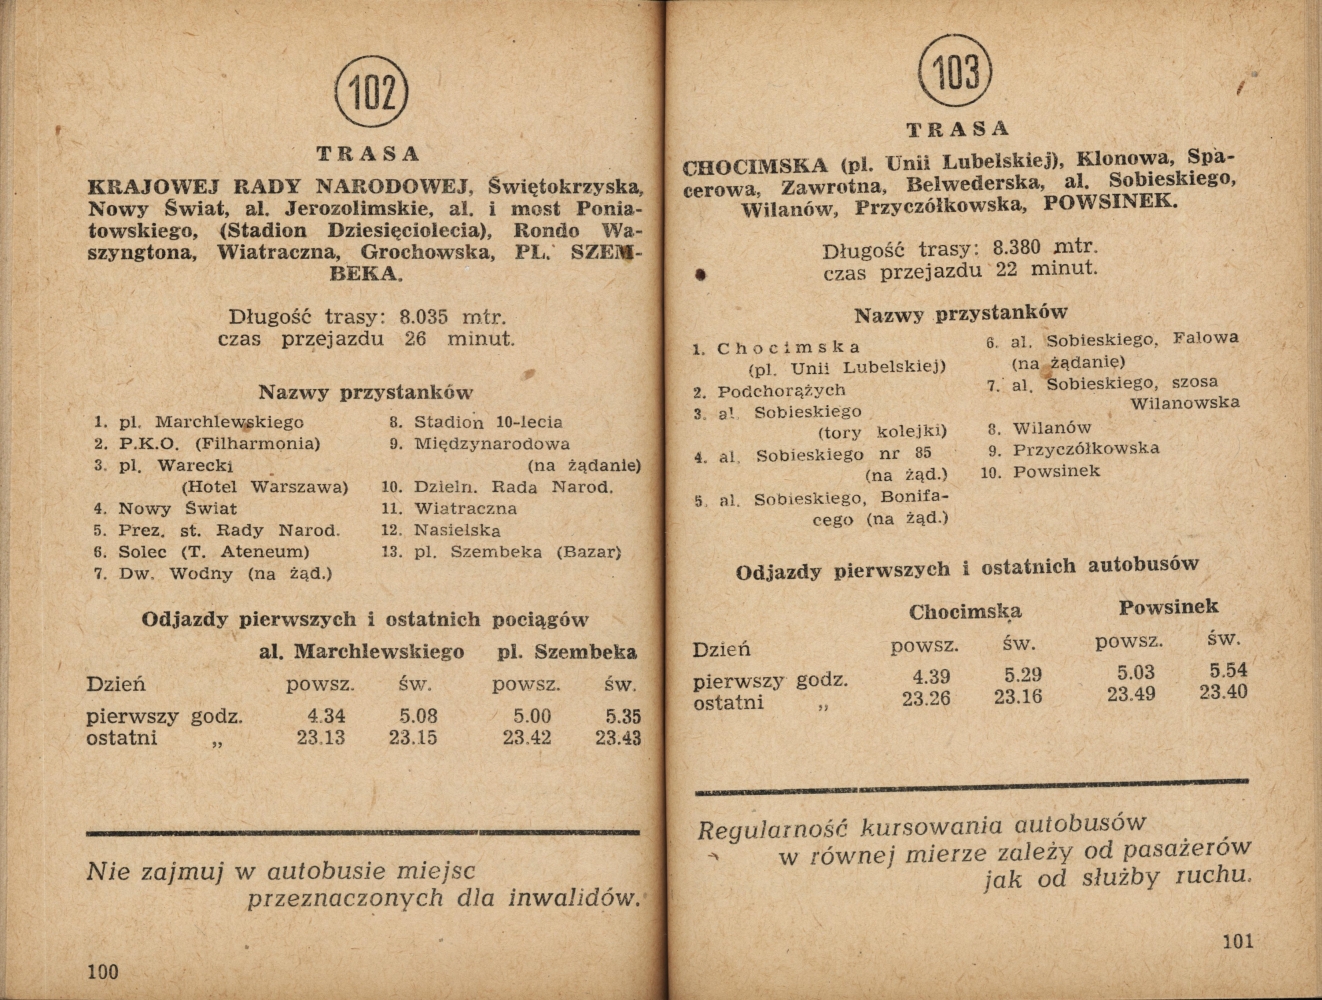 102
TRASA
KRAJOWEJ RADY NARODOWEJ, Świętokrzyska,
Nowy Świat, al. Jerozolimskie, al. i most Ponia-
towskiego, (Stadion Dziesięciolecia), Rondo Wa-
szyngtona, Wiatraczna, Grochowska, PL. SZEM-
BEKA.
Długość trasy: 8.035 mtr.
czas przejazdu 26 minut.
Nazwy przystanków
1. pl. Marchlewskiego
2. P.K.O. (Filharmonia)
3. pl. Warecki
(Hotel Warszawa)
4. Nowy Świat
5. Prez. st. Rady Narod.
6. Solec (T. Ateneum)
7. Dw. Wodny (na żąd.)
8. Stadion 10-lecia
9. Międzynarodowa
(na żądanie)
10. Dzieln. Rada Narod.
11. Wiatraczna
12. Nasielska
13. pl. Szembeka (Bazar)
Odjazdy pierwszych i ostatnich pociągów
al. Marchlewskiego pl. Szembeka
Dzień powsz. św. powsz. św.
pierwszy godz. 4.34 5.08 5.00 5.35
ostatni „ 23.13 23.15 23.42 23.43
Nie zajmuj w autobusie miejsc
przeznaczonych dla inwalidów.
100
103
TRASA
CHOCIMSKA (pl. Unii Lubelskiej), Klonowa, Spa-
cerowa, Zawrotna, Belwederska, al. Sobieskiego,
Wilanów, Przyczółkowska, POWSINEK.
Długość trasy: 8.380 mtr.
czas przejazdu 22 minut.
Nazwy przystanków
1. Chocimska
(pl. Unii Lubelskiej)
2. Podchorążych
3. al. Sobieskiego
(tory kolejki)
4. al. Sobieskiego nr 85
(na żąd.)
5. al. Sobieskiego, Bonifa-
cego (na żąd.)
6. al. Sobieskiego, Falowa
(na żądanie)
7. al. Sobieskiego, szosa
Wilanowska
8. Wilanów
9. Przyczółkowska
10. Powsinek
Odjazdy pierwszych i ostatnich autobusów
Chocimska Powsinek
Dzień powsz. św. powsz. św.
pierwszy godz. 4.39 5.29 5.03 5.54
ostatni „ 23.26 23.16 23.49 23.40
Regularność kursowania autobusów
w równej mierze zależy od pasażerów
jak od służby ruchu.
101